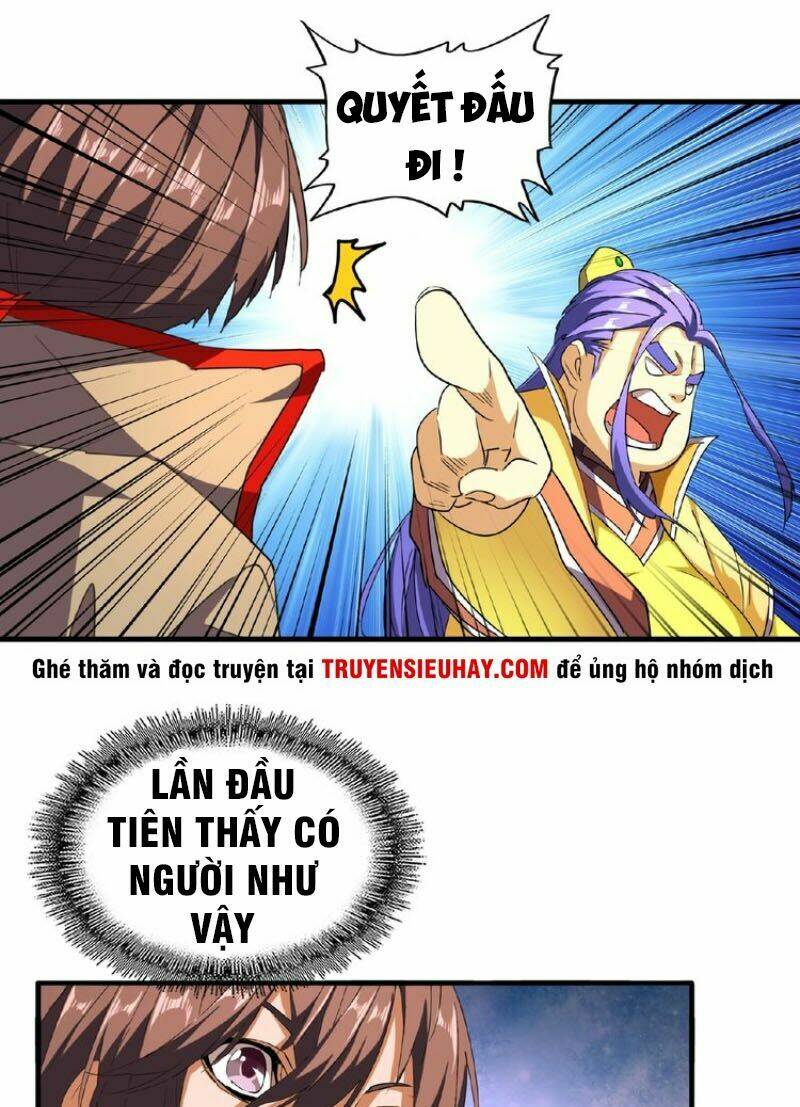 QUYẾT ĐẤU
ĐI !
Ghé thăm và đọc truyện tại TRUYENSIEUHAY.COM để ủng hộ nhóm dịch
LẦN ĐẦU
TIÊN THẤY CÓ
NGƯỜI NHƯ
VẬY